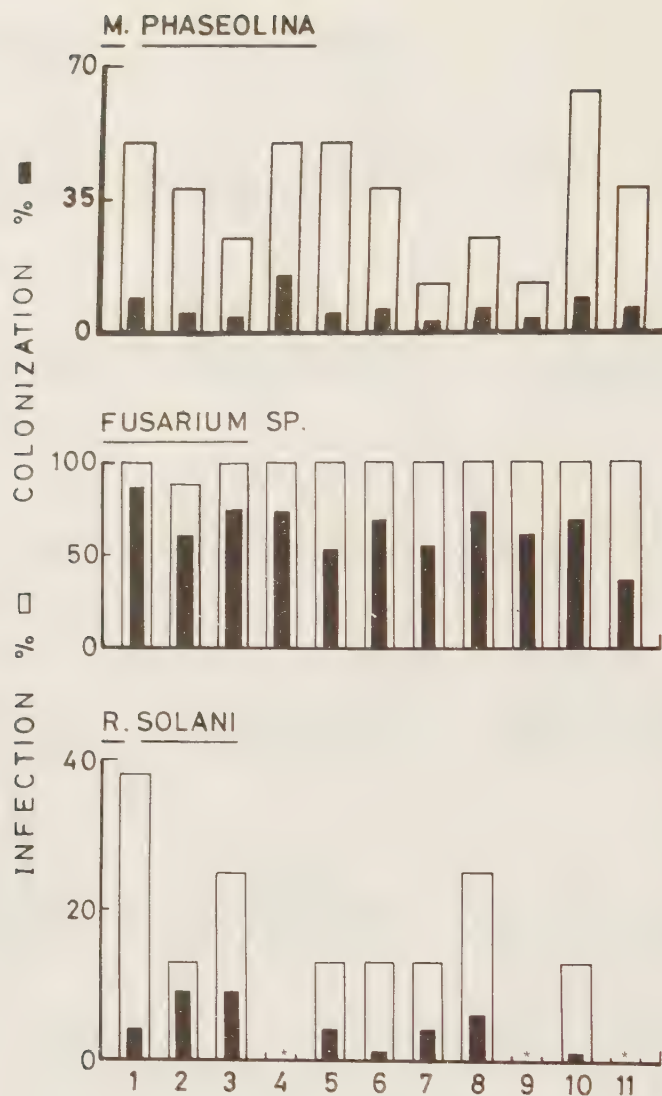 M. PHASEOLINA
70
35
0
FUSARIUM SP.
100
50
0
R. SOLANI
40
20
0
* * *
1 2 3 4 5 6 7 8 9 10 11
INFECTION % □ COLONIZATION % ■